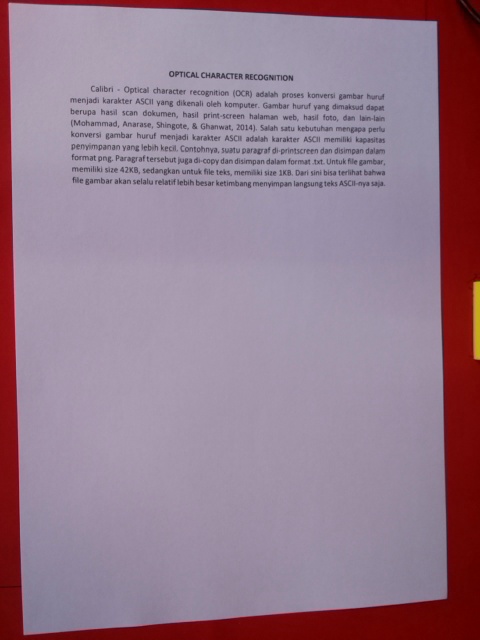 OPTICAL CHARACTER RECOGNITION
Calibri - Optical character recognition (OCR) adalah proses konversi gambar huruf
menjadi karakter ASCII yang dikenali oleh komputer. Gambar huruf yang dimaksud dapat
berupa hasil scan dokumen, hasil print-screen halaman web, hasil foto, dan lain-lain
(Mohammad, Anarase, Shingote, & Ghanwat, 2014). Salah satu kebutuhan mengapa perlu
konversi gambar huruf menjadi karakter ASCII adalah karakter ASCII memiliki kapasitas
penyimpanan yang lebih kecil. Contohnya, suatu paragraf di-printscreen dan disimpan dalam
format png. Paragraf tersebut juga di-copy dan disimpan dalam format .txt. Untuk file gambar,
memiliki size 42KB, sedangkan untuk file teks, memiliki size 1KB. Dari sini bisa terlihat bahwa
file gambar akan selalu relatif lebih besar ketimbang menyimpan langsung teks ASCII-nya saja.